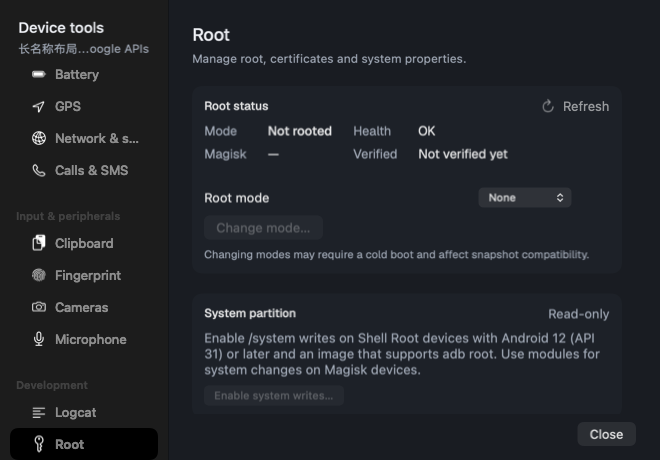 Device tools
长名称布局...oogle APIs
Battery
GPS
Network & s...
Calls & SMS
Input & peripherals
Clipboard
Fingerprint
Cameras
Microphone
Development
Logcat
Root
Root
Manage root, certificates and system properties.
Root status
Refresh
Mode Not rooted Health OK
Magisk — Verified Not verified yet
Root mode
None
Change mode...
Changing modes may require a cold boot and affect snapshot compatibility.
System partition
Read-only
Enable /system writes on Shell Root devices with Android 12 (API
31) or later and an image that supports adb root. Use modules for
system changes on Magisk devices.
Enable system writes...
Close